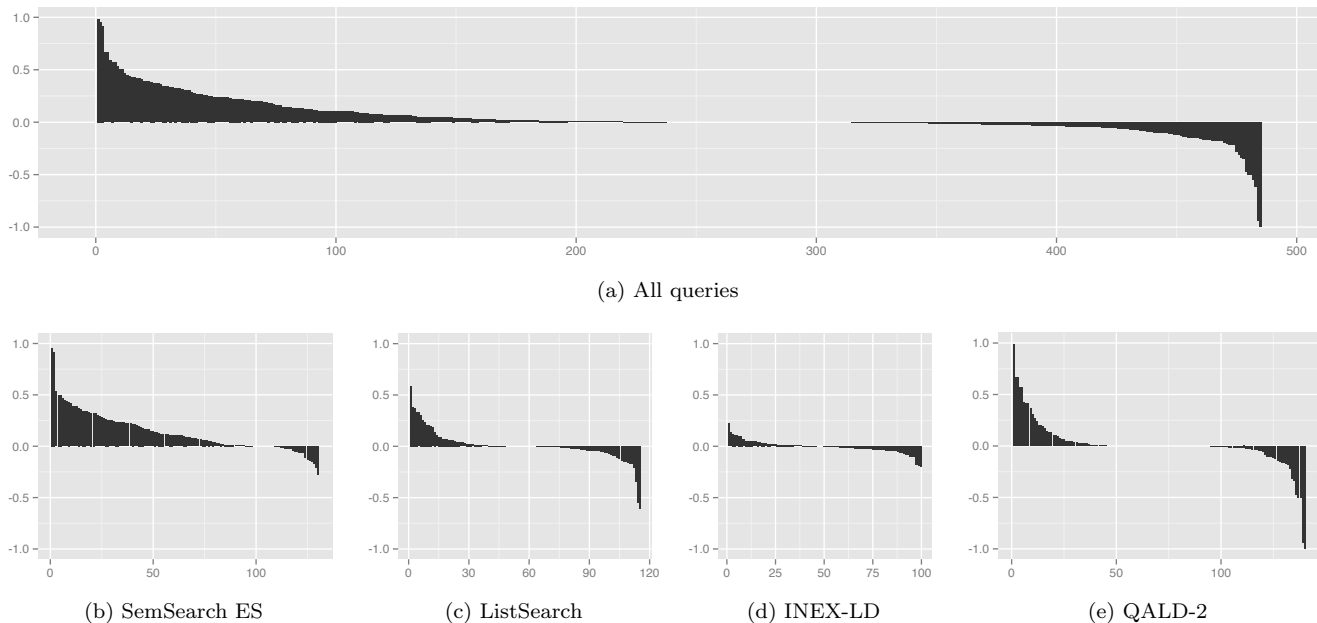 1.0
0.5
0.0
-0.5
-1.0
0 100 200 300 400 500
(a) All queries
1.0 1.0 1.0 1.0
0.5 0.5 0.5 0.5
0.0 0.0 0.0 0.0
-0.5 -0.5 -0.5 -0.5
-1.0 -1.0 -1.0 -1.0
0 50 100 0 30 60 90 120 0 25 50 75 100 0 50 100
(b) SemSearch ES (c) ListSearch (d) INEX-LD (e) QALD-2